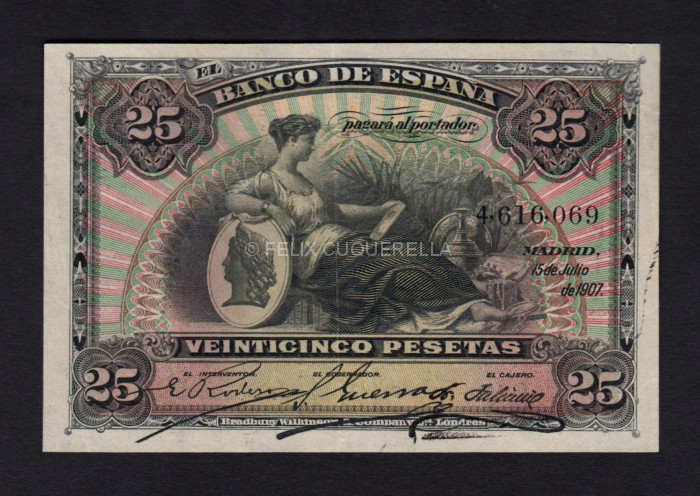 EL
BANCO DE ESPAÑA
25
25
pagará al portador
4,616,069
© FELIX CUQUERELLA
MADRID,
15 de Julio
de 1907.
VEINTICINCO PESETAS
EL INTERVENTOR. EL GOBERNADOR. EL CAJERO.
25
25
Bradbury Wilkinson & Company Ltd. Londres